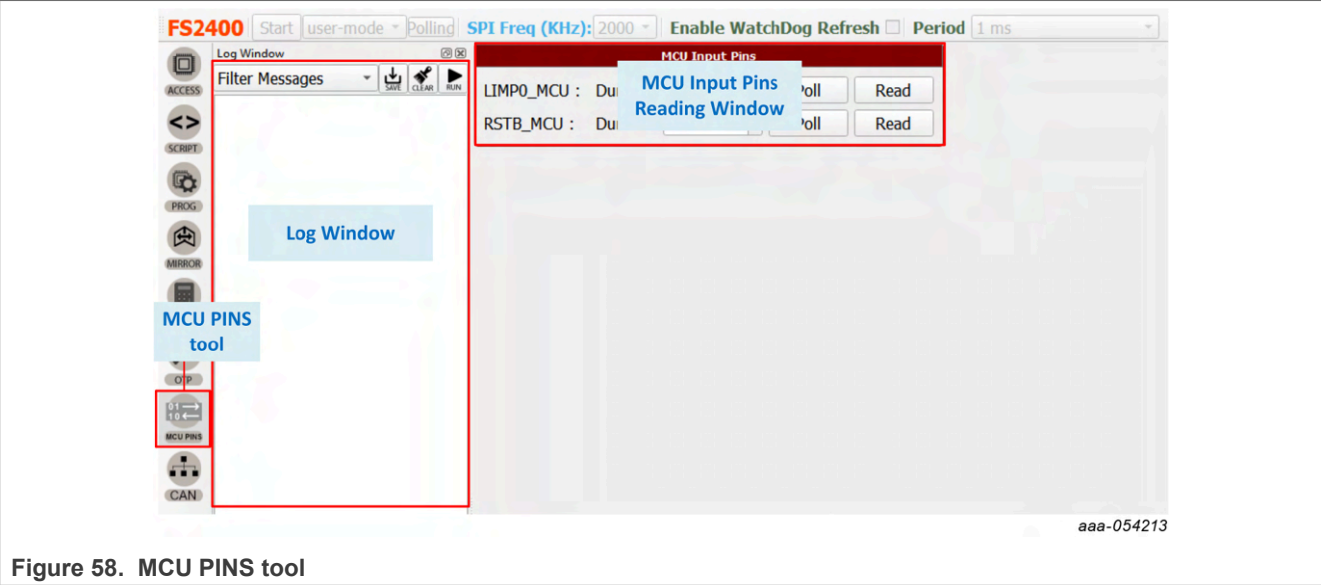 FS2400 Start user-mode Polling SPI Freq (KHz): 2000 Enable WatchDog Refresh Period 1 ms
Log Window
MCU Input Pins
Filter Messages SAVE CLEAR RUN
LIMP0_MCU : Read
RSTB_MCU : Read
MCU Input Pins
Reading Window
ACCESS
<>
SCRIPT
PROG
MIRROR
Log Window
MCU PINS
tool
OTP
01
10
MCU PINS
CAN
aaa-054213
Figure 58. MCU PINS tool